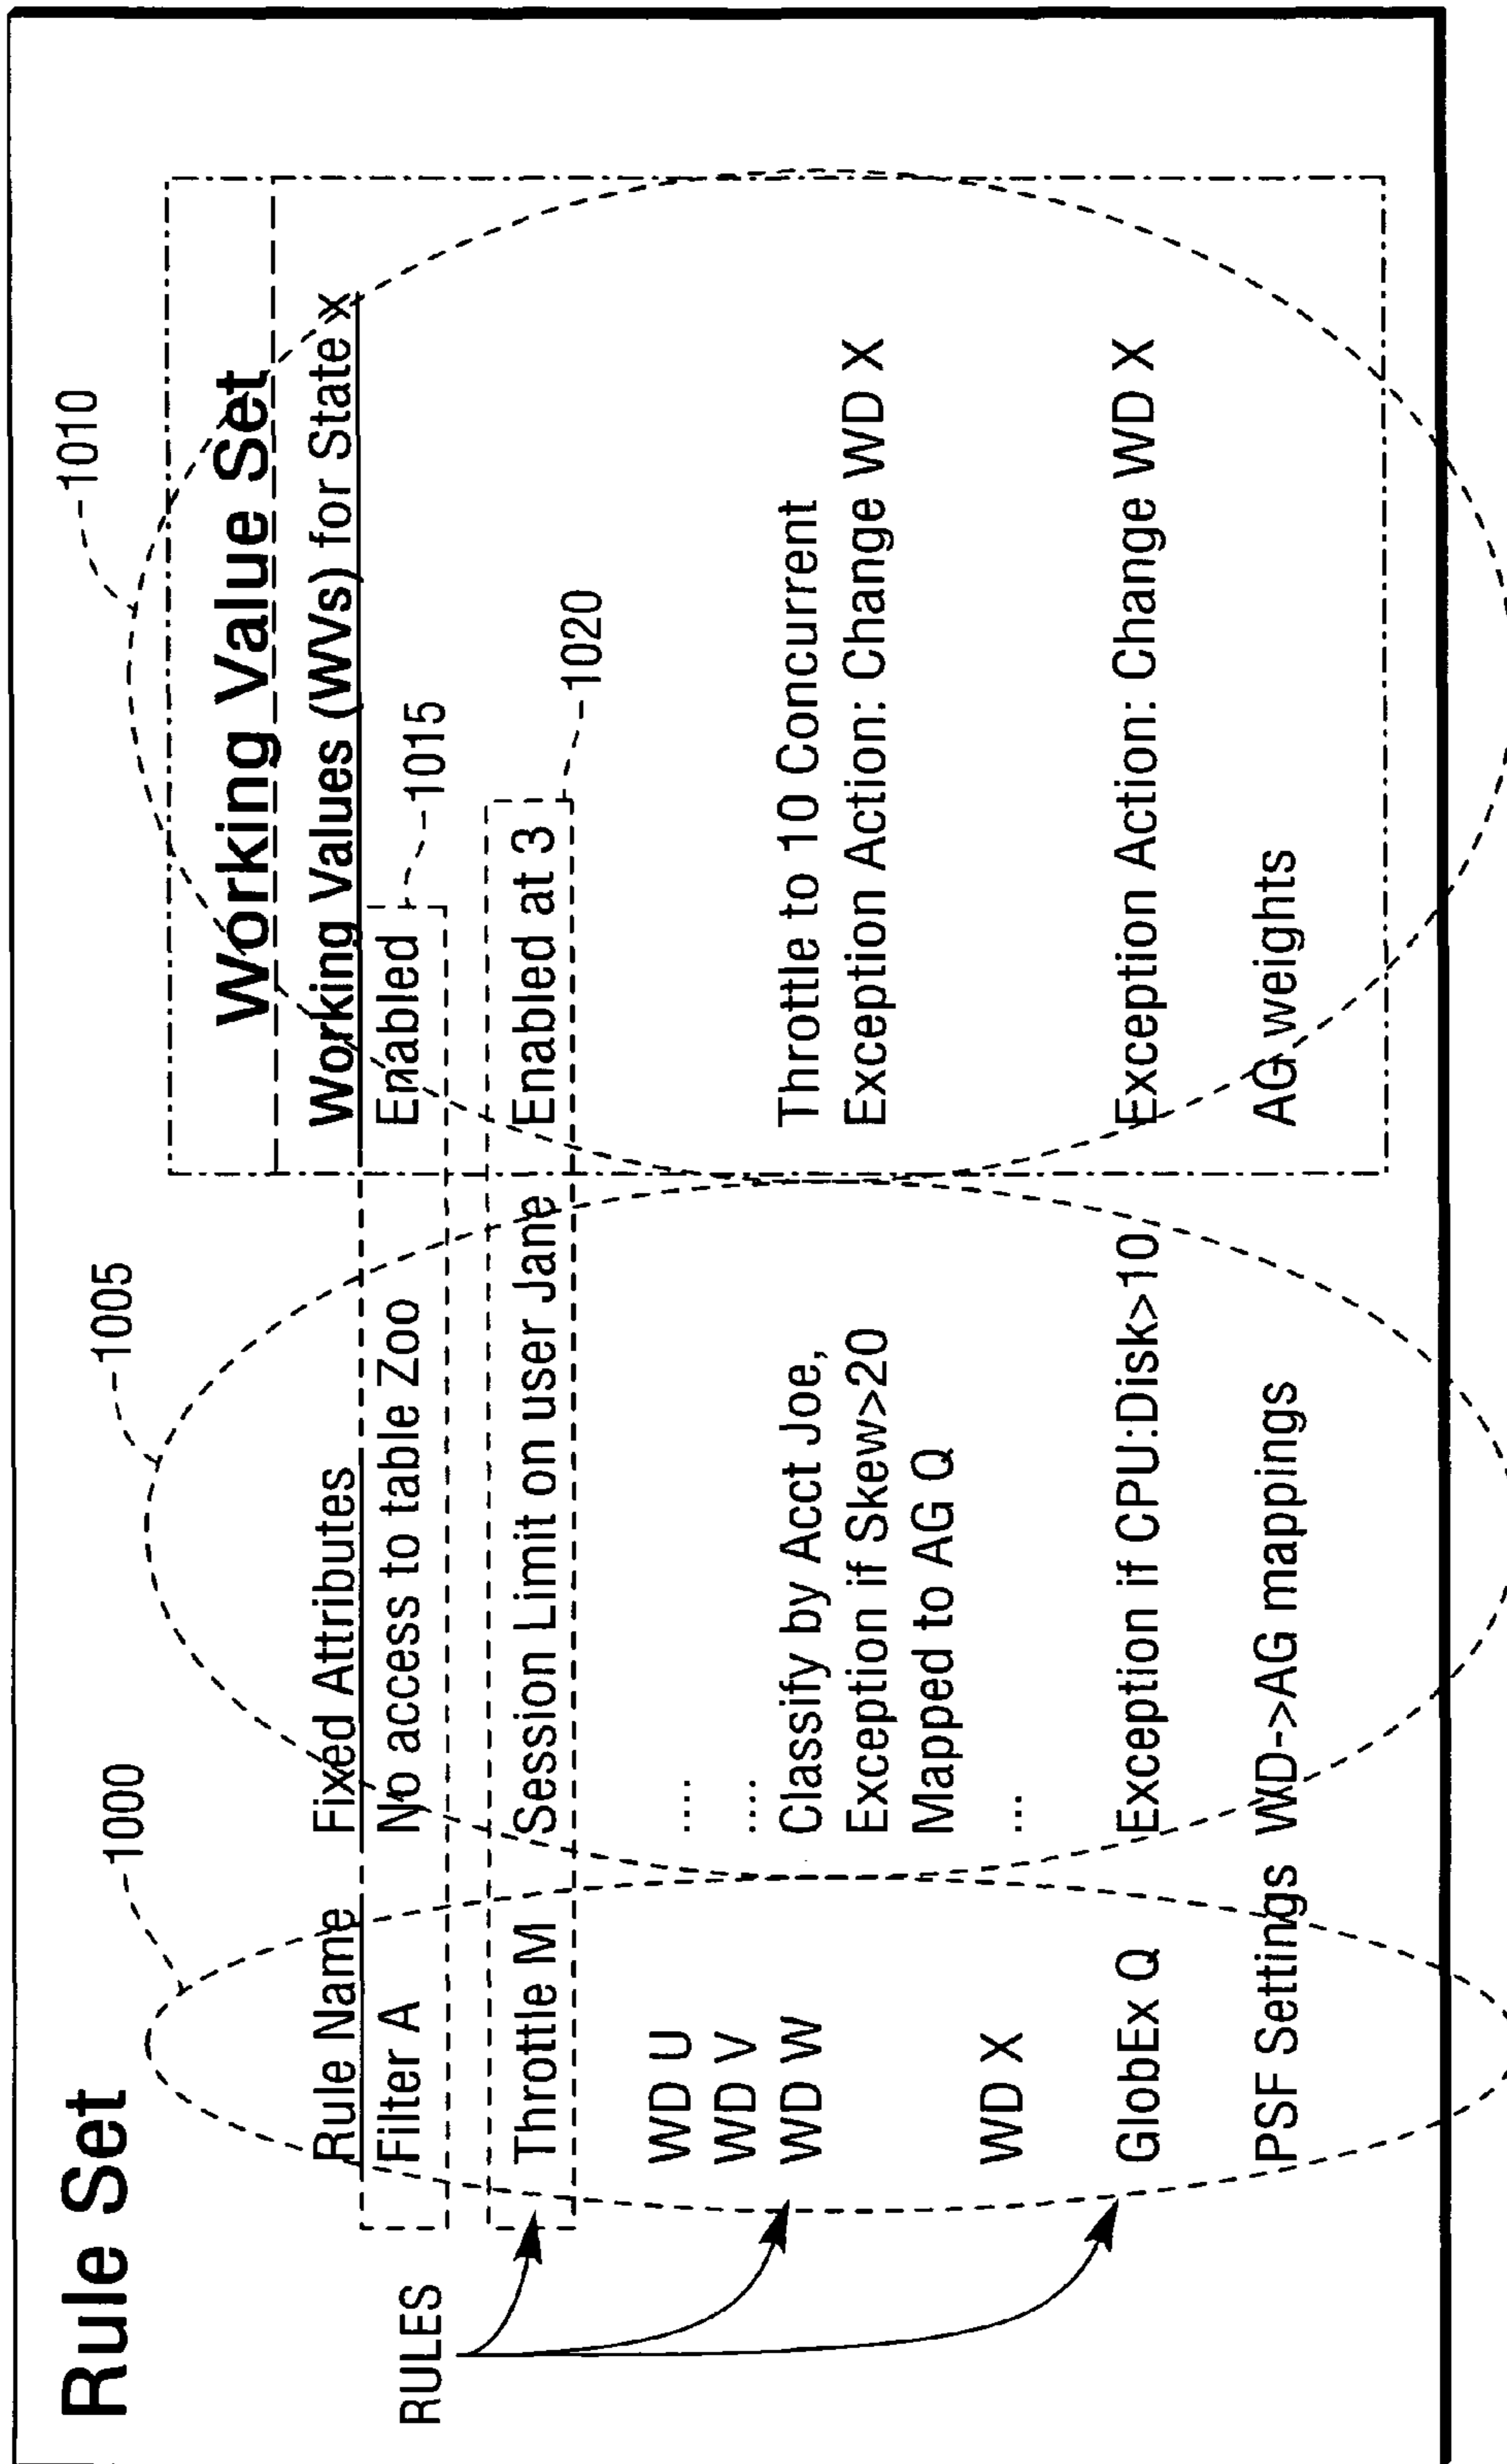 Rule Set
1000
1005
1010
Working Value Set
Rule Name Fixed Attributes Working Values (WVs) for State x
Filter A No access to table Zoo Enabled
1015
RULES
Throttle M Session Limit on user Jane Enabled at 3
1020
WD U ....
WD V ....
WD W Classify by Acct Joe, Throttle to 10 Concurrent
Exception if Skew>20 Exception Action: Change WD X
Mapped to AG Q
WD X ...
GlobEx Q Exception if CPU:Disk>10 Exception Action: Change WD X
PSF Settings WD->AG mappings AG weights